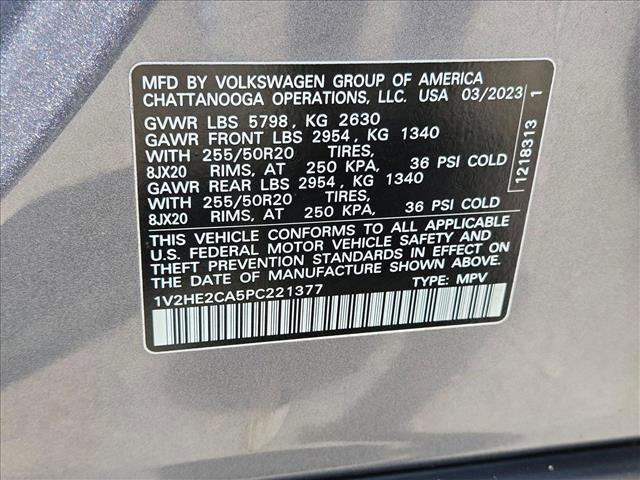 MFD BY VOLKSWAGEN GROUP OF AMERICA
CHATTANOOGA OPERATIONS, LLC. USA 03/2023
GVWR LBS 5798, KG 2630
GAWR FRONT LBS 2954, KG 1340
WITH 255/50R20 TIRES,
8JX20 RIMS, AT 250 KPA, 36 PSI COLD
GAWR REAR LBS 2954, KG 1340
WITH 255/50R20 TIRES,
8JX20 RIMS, AT 250 KPA, 36 PSI COLD
THIS VEHICLE CONFORMS TO ALL APPLICABLE
U.S. FEDERAL MOTOR VEHICLE SAFETY AND
THEFT PREVENTION STANDARDS IN EFFECT ON
THE DATE OF MANUFACTURE SHOWN ABOVE.
1V2HE2CA5PC221377 TYPE: MPV
1218313 1